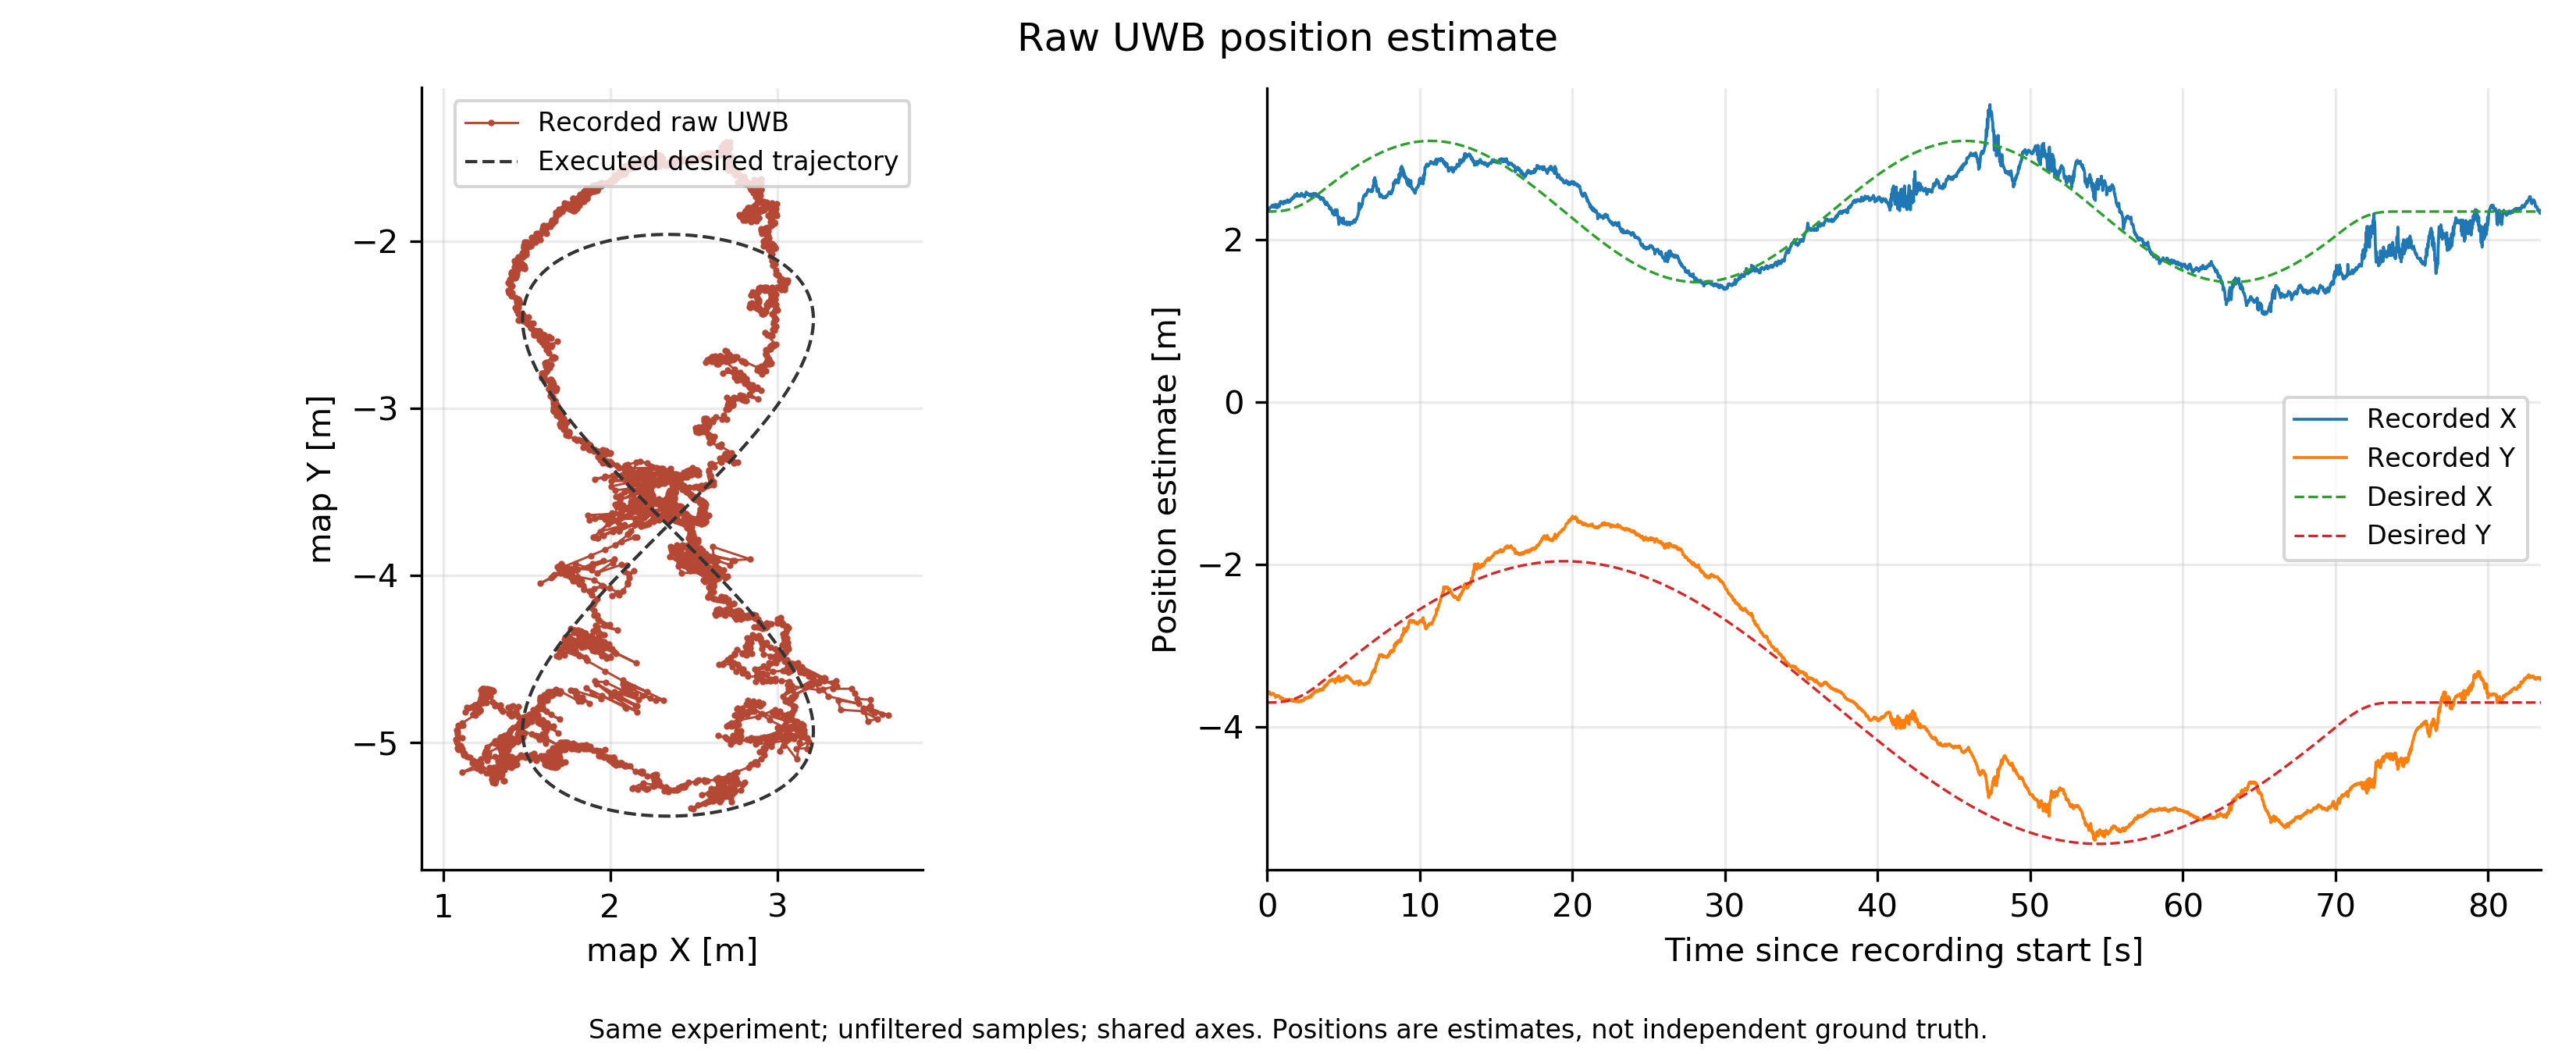 Raw UWB position estimate
Recorded raw UWB
Executed desired trajectory
−2
−3
−4
−5
map Y [m]
1
2
3
map X [m]
2
0
−2
−4
Position estimate [m]
Recorded X
Recorded Y
Desired X
Desired Y
0
10
20
30
40
50
60
70
80
Time since recording start [s]
Same experiment; unfiltered samples; shared axes. Positions are estimates, not independent ground truth.